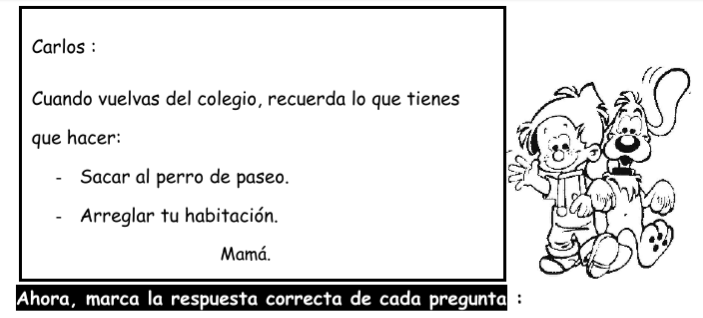 Carlos :
Cuando vuelvas del colegio, recuerda lo que tienes
que hacer:
- Sacar al perro de paseo.
- Arreglar tu habitación.
Mamá.
Ahora, marca la respuesta correcta de cada pregunta :